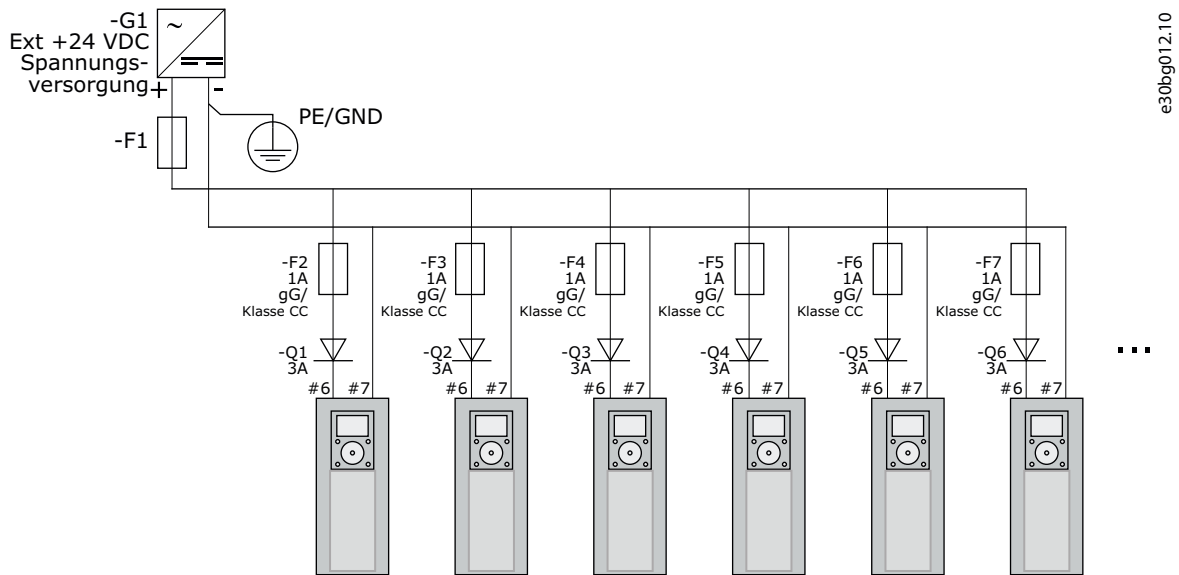 -G1
Ext +24 VDC
Spannungs-
versorgung
+ -
PE/GND
-F1
e30bg012.10
-F2
1A
gG/
Klasse CC
-Q1
3A
#6 #7
-F3
1A
gG/
Klasse CC
-Q2
3A
#6 #7
-F4
1A
gG/
Klasse CC
-Q3
3A
#6 #7
-F5
1A
gG/
Klasse CC
-Q4
3A
#6 #7
-F6
1A
gG/
Klasse CC
-Q5
3A
#6 #7
-F7
1A
gG/
Klasse CC
-Q6
3A
#6 #7
...